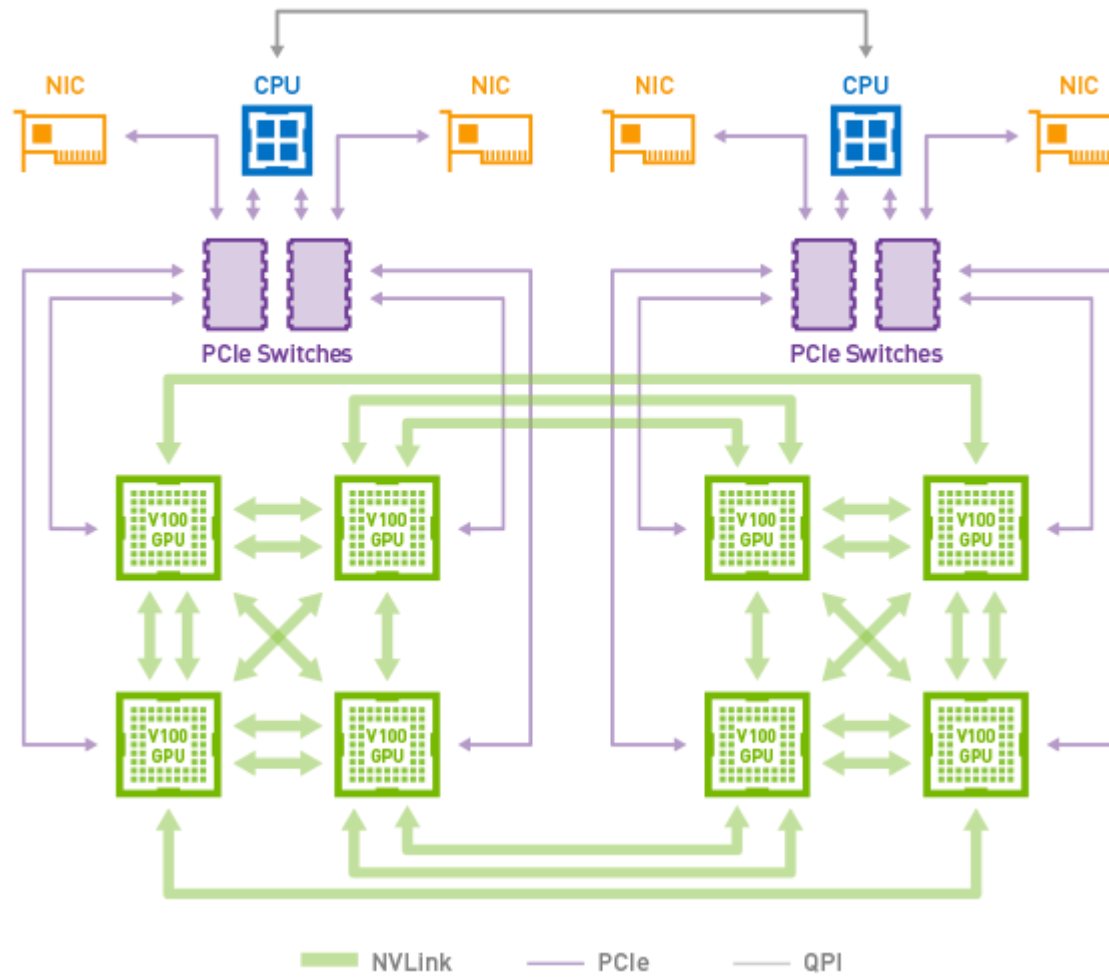 NIC
CPU
NIC
NIC
CPU
NIC
PCIe Switches
PCIe Switches
V100
GPU
V100
GPU
V100
GPU
V100
GPU
V100
GPU
V100
GPU
V100
GPU
V100
GPU
NVLink
PCIe
QPI